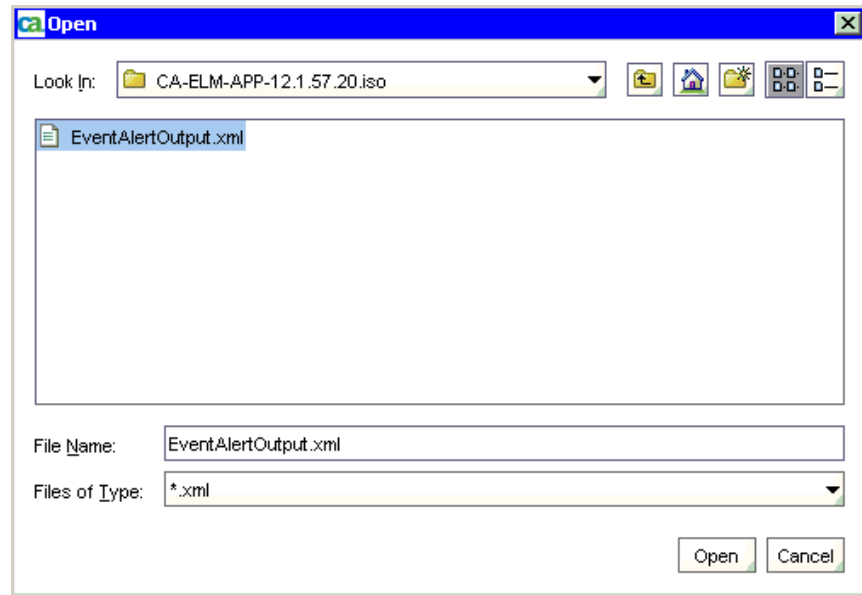 ca Open
Look In: CA-ELM-APP-12.1.57.20.iso
EventAlertOutput.xml
File Name: EventAlertOutput.xml
Files of Type: *.xml
Open Cancel